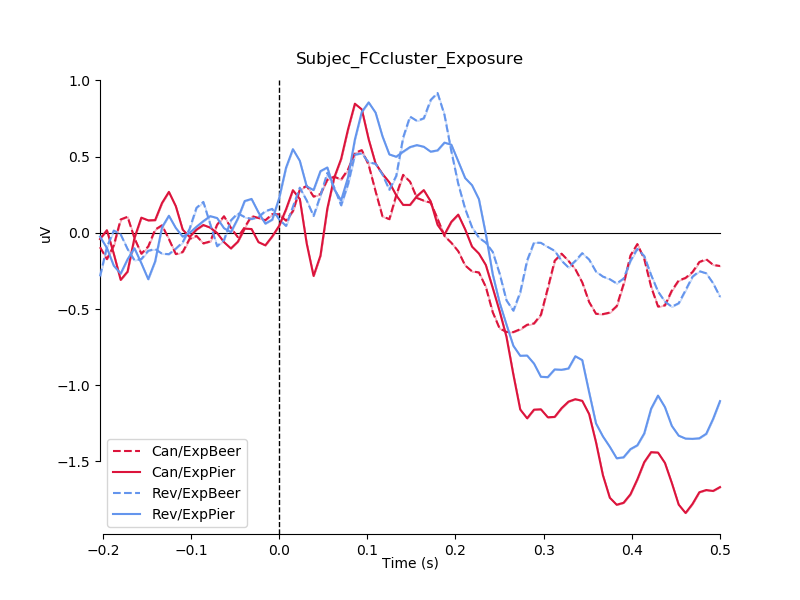 Subjec_FCcluster_Exposure
1.0
0.5
0.0
−0.5
−1.0
−1.5
uV
Can/ExpBeer
Can/ExpPier
Rev/ExpBeer
Rev/ExpPier
−0.2 −0.1 0.0 0.1 0.2 0.3 0.4 0.5
Time (s)